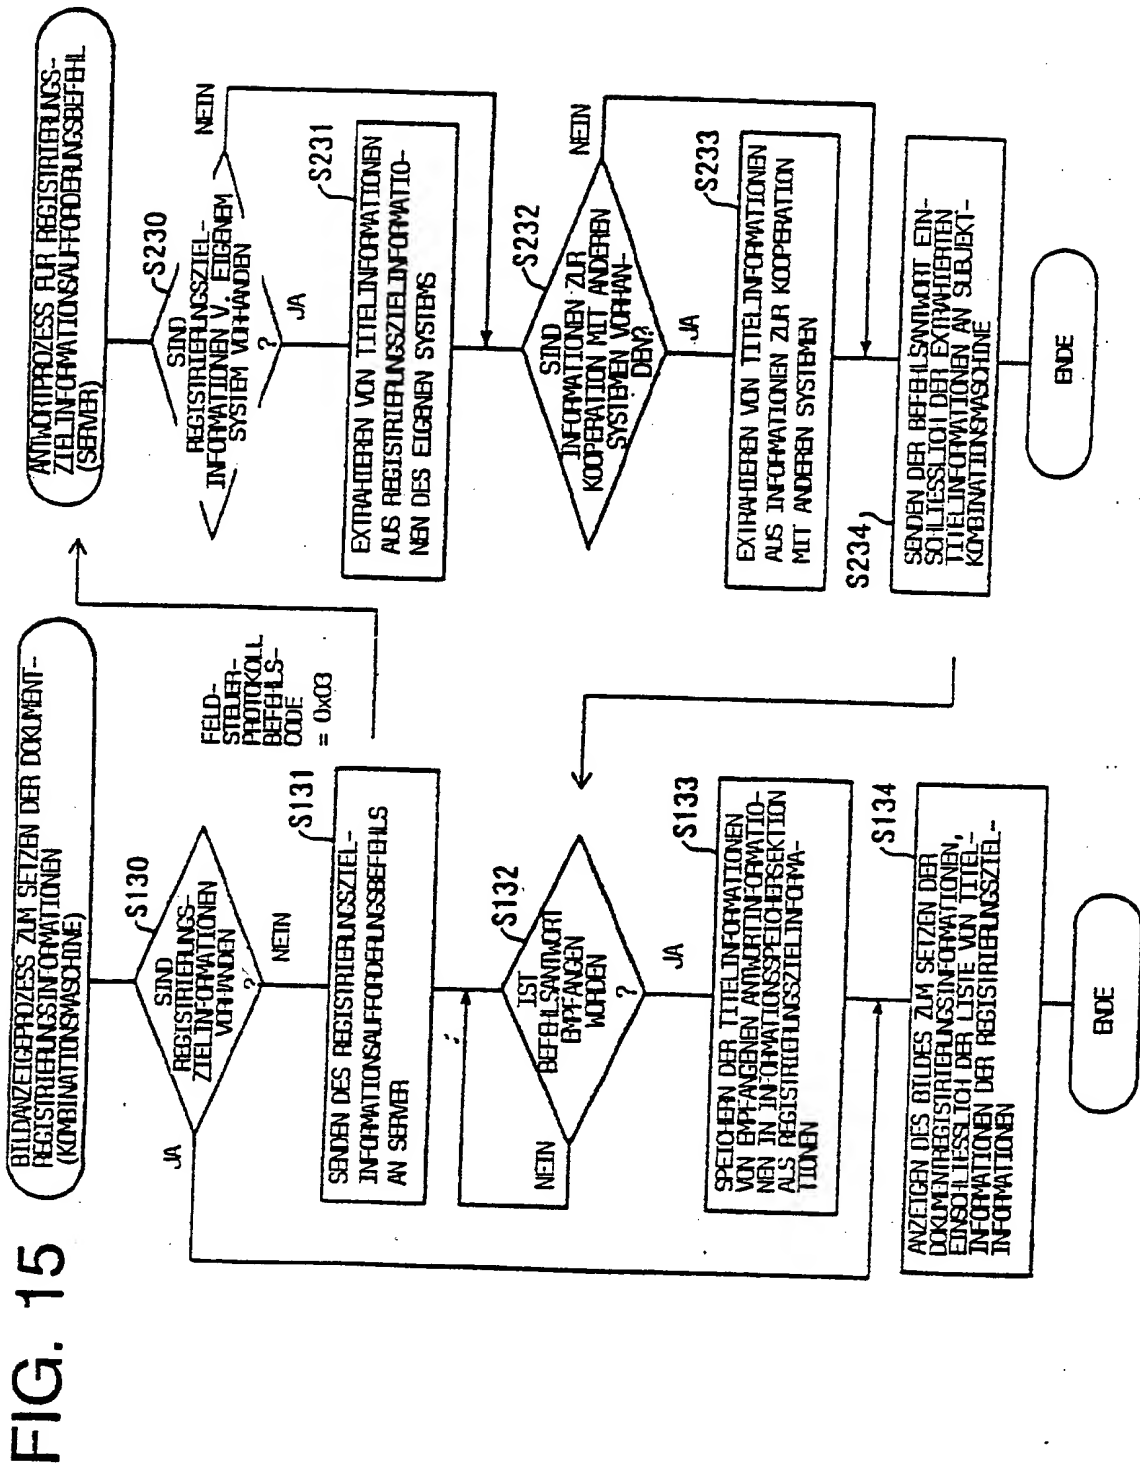 FIG. 15
BILDANZEIGEPROZESS ZUM SETZEN DER DOKUMENT-
REGISTRIERUNGSINFORMATIONEN
(KOMBINATIONSMASCHINE)
S130
SIND
REGISTRIERUNGS-
ZIELINFORMATIONEN
VORHANDEN
?
JA
NEIN
S131
SENDEN DES REGISTRIERUNGSZIEL-
INFORMATIONSAUFFORDERUNGSBEFEHLS
AN SERVER
FELD-
STEUER-
PROTOKOLL
BEFEHLS-
CODE
= 0x03
S132
IST
BEFEHLSANTWORT
EMPFANGEN
WORDEN
?
NEIN
JA
S133
SPEICHERN DER TITELINFORMATIONEN
VON EMPFANGENEN ANTWORTINFORMATIO-
NEN IN INFORMATIONSSPEICHERSEKTION
ALS REGISTRIERUNGSZIELINFORMA-
TIONEN
S134
ANZEIGEN DES BILDES ZUM SETZEN DER
DOKUMENTREGISTRIERUNGSINFORMATIONEN,
EINSCHLIESSLICH DER LISTE VON TITEL-
INFORMATIONEN DER REGISTRIERUNGSZIEL-
INFORMATIONEN
ENDE
ANTWORTPROZESS FÜR REGISTRIERUNGS-
ZIELINFORMATIONSAUFFORDERUNGSBEFEHL
(SERVER)
S230
SIND
REGISTRIERUNGSZIEL-
INFORMATIONEN V. EIGENEM
SYSTEM VORHANDEN
?
NEIN
JA
S231
EXTRAHIEREN VON TITELINFORMATIONEN
AUS REGISTRIERUNGSZIELINFORMATIO-
NEN DES EIGENEN SYSTEMS
S232
SIND
INFORMATIONEN ZUR
KOOPERATION MIT ANDEREN
SYSTEMEN VORHAN-
DEN?
NEIN
JA
S233
EXTRAHIEREN VON TITELINFORMATIONEN
AUS INFORMATIONEN ZUR KOOPERATION
MIT ANDEREN SYSTEMEN
S234
SENDEN DER BEFEHLSANTWORT EIN-
SCHLIESSLICH DER EXTRAHIERTEN
TITELINFORMATIONEN AN SUBJEKT-
KOMBINATIONSMASCHINE
ENDE